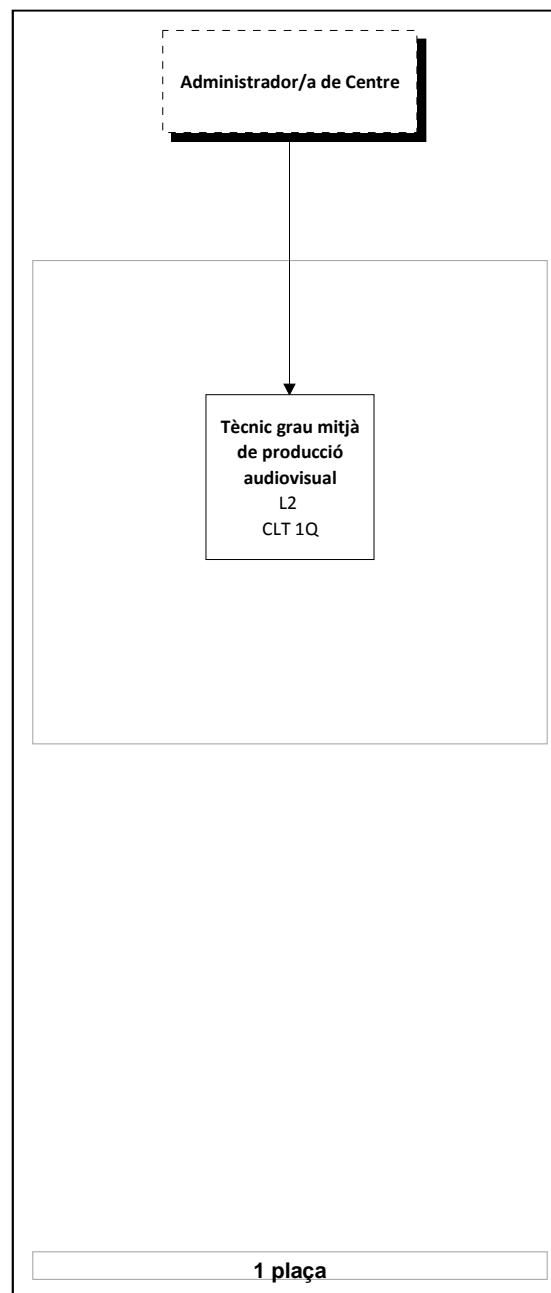 Administrador/a de Centre
Tècnic grau mitjà
de producció
audiovisual
L2
CLT 1Q
1 plaça